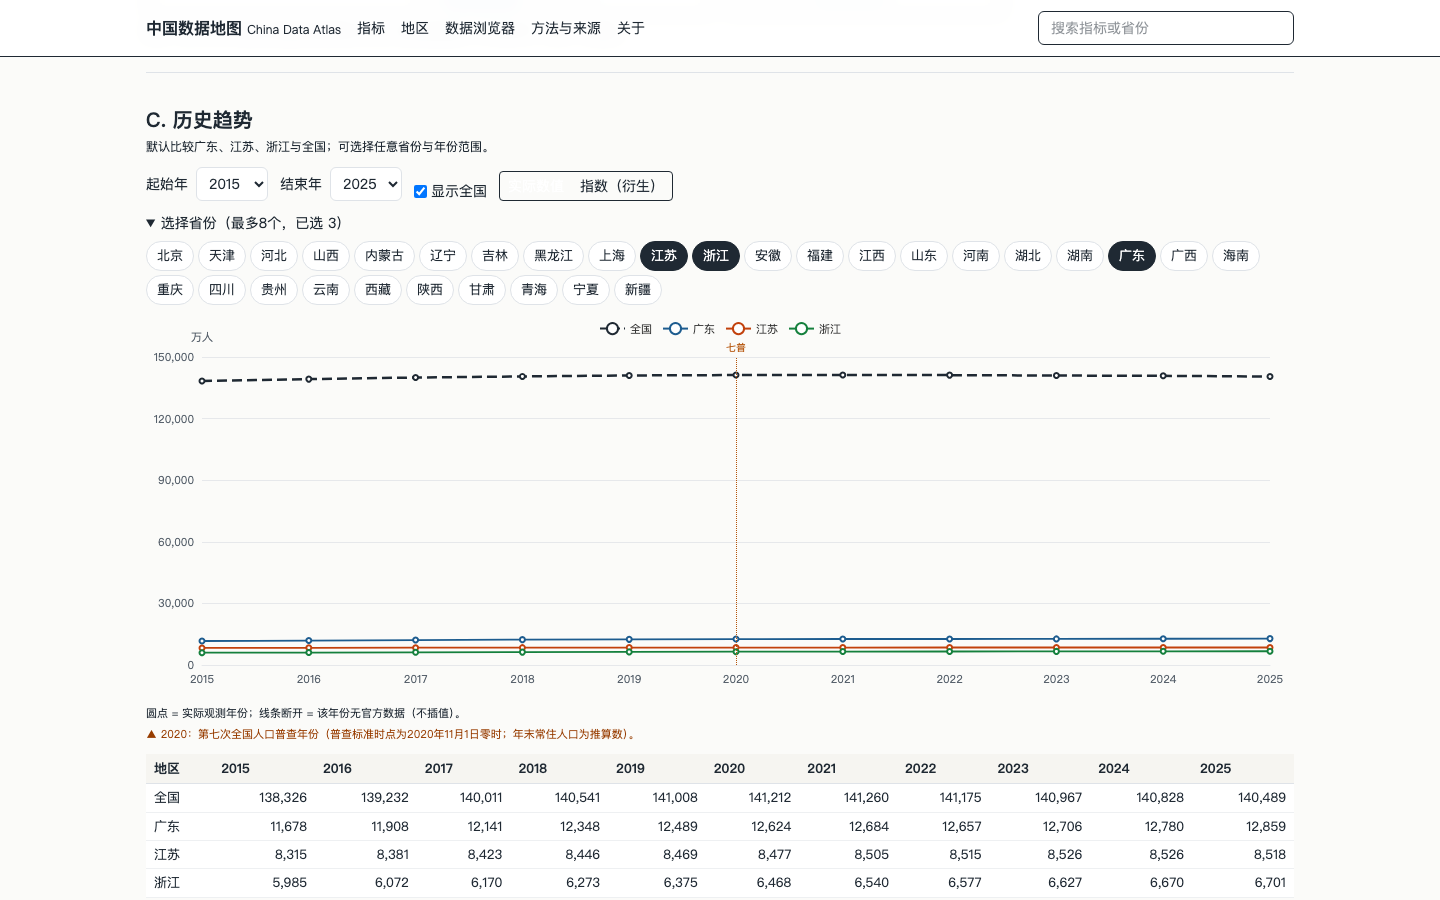 中国数据地图 China Data Atlas 指标 地区 数据浏览器 方法与来源 关于 搜索指标或省份
C. 历史趋势
默认比较广东、江苏、浙江与全国；可选择任意省份与年份范围。
起始年 2015 结束年 2025 显示全国 指数（衍生）
▼ 选择省份（最多8个，已选 3）
北京 天津 河北 山西 内蒙古 辽宁 吉林 黑龙江 上海 江苏 浙江 安徽 福建 江西 山东 河南 湖北 湖南 广东 广西 海南
重庆 四川 贵州 云南 西藏 陕西 甘肃 青海 宁夏 新疆
全国 广东 江苏 浙江
万人
七普
150,000
120,000
90,000
60,000
30,000
0
2015 2016 2017 2018 2019 2020 2021 2022 2023 2024 2025
圆点 = 实际观测年份；线条断开 = 该年份无官方数据（不插值）。
▲ 2020：第七次全国人口普查年份（普查标准时点为2020年11月1日零时；年末常住人口为推算数）。
地区 2015 2016 2017 2018 2019 2020 2021 2022 2023 2024 2025
全国 138,326 139,232 140,011 140,541 141,008 141,212 141,260 141,175 140,967 140,828 140,489
广东 11,678 11,908 12,141 12,348 12,489 12,624 12,684 12,657 12,706 12,780 12,859
江苏 8,315 8,381 8,423 8,446 8,469 8,477 8,505 8,515 8,526 8,526 8,518
浙江 5,985 6,072 6,170 6,273 6,375 6,468 6,540 6,577 6,627 6,670 6,701